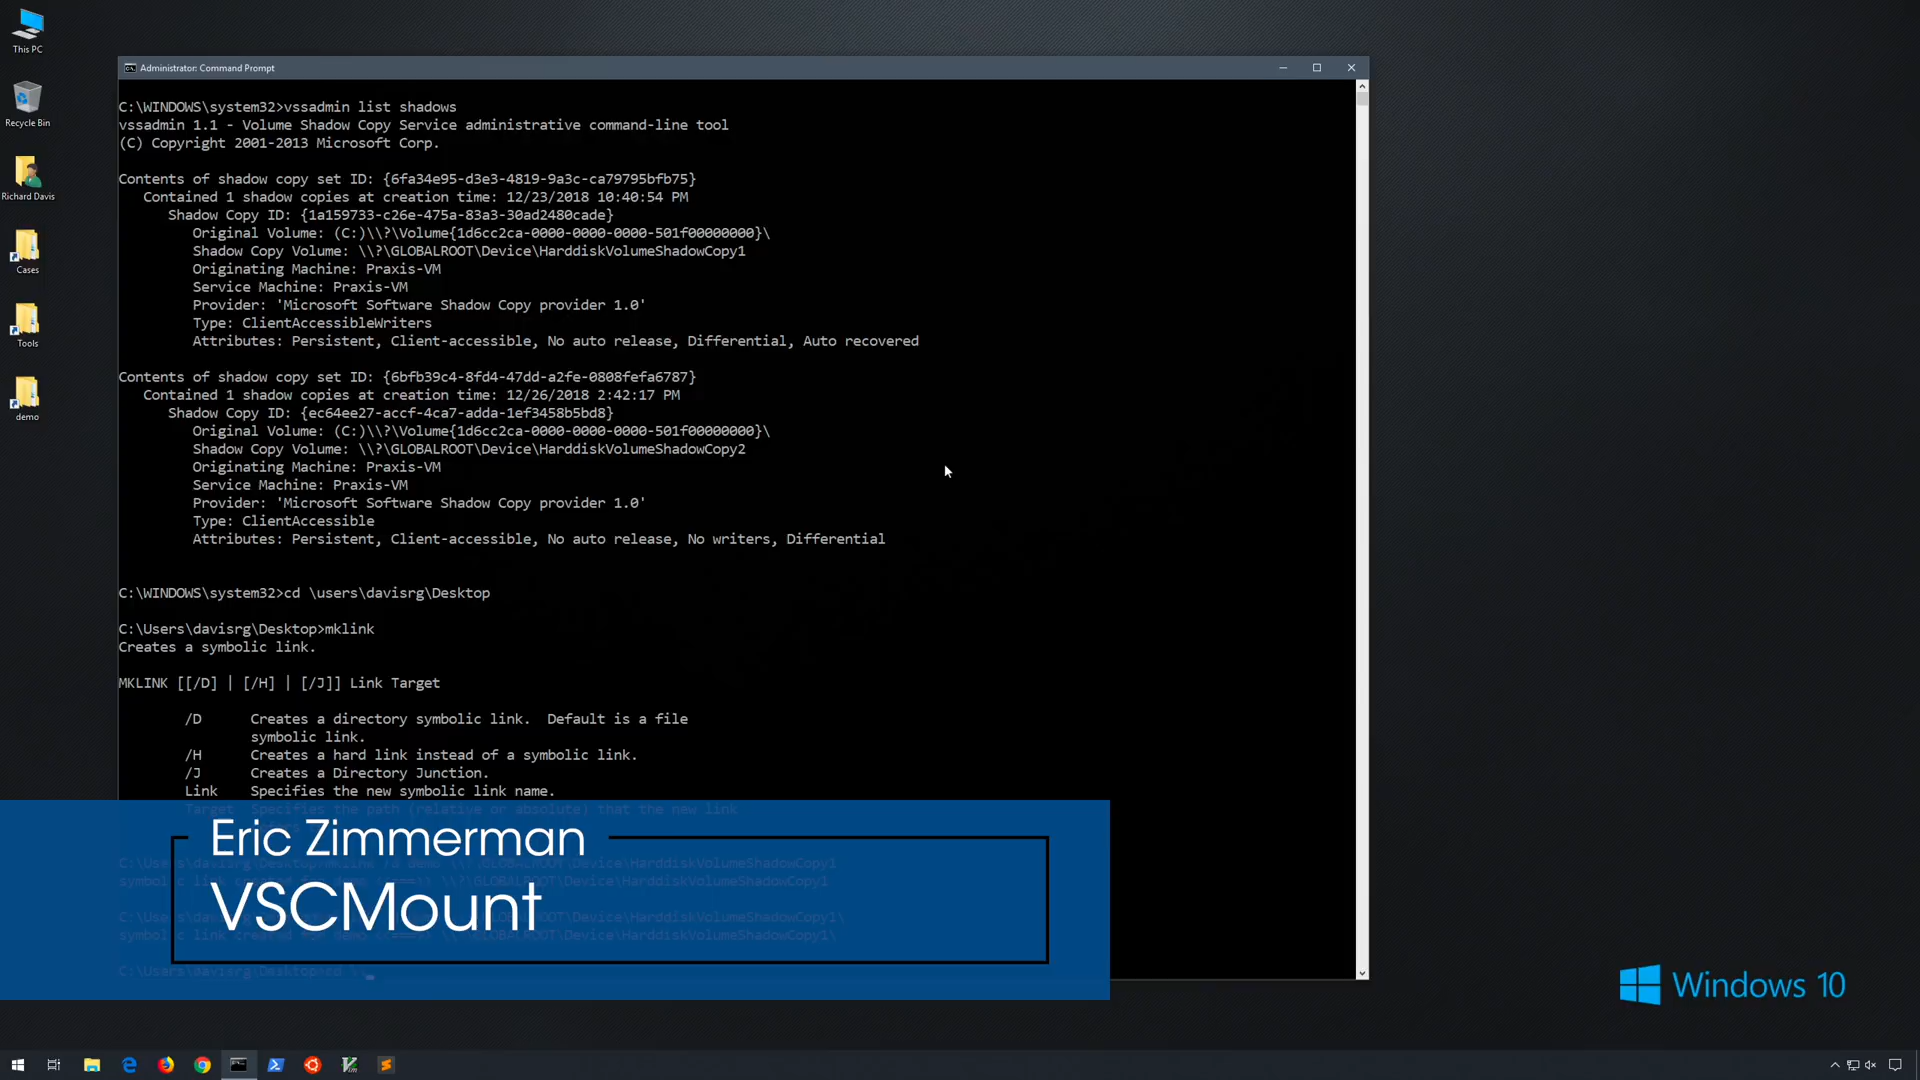 This PC
Recycle Bin
Richard Davis
Cases
Tools
demo
Administrator: Command Prompt
C:\WINDOWS\system32>vssadmin list shadows
vssadmin 1.1 - Volume Shadow Copy Service administrative command-line tool
(C) Copyright 2001-2013 Microsoft Corp.
Contents of shadow copy set ID: {6fa34e95-d3e3-4819-9a3c-ca79795bfb75}
Contained 1 shadow copies at creation time: 12/23/2018 10:40:54 PM
Shadow Copy ID: {1a159733-c26e-475a-83a3-30ad2480cade}
Original Volume: (C:)\\?\Volume{1d6cc2ca-0000-0000-0000-501f00000000}\
Shadow Copy Volume: \\?\GLOBALROOT\Device\HarddiskVolumeShadowCopy1
Originating Machine: Praxis-VM
Service Machine: Praxis-VM
Provider: 'Microsoft Software Shadow Copy provider 1.0'
Type: ClientAccessibleWriters
Attributes: Persistent, Client-accessible, No auto release, Differential, Auto recovered
Contents of shadow copy set ID: {6bfb39c4-8fd4-47dd-a2fe-0808fefa6787}
Contained 1 shadow copies at creation time: 12/26/2018 2:42:17 PM
Shadow Copy ID: {ec64ee27-accf-4ca7-adda-1ef3458b5bd8}
Original Volume: (C:)\\?\Volume{1d6cc2ca-0000-0000-0000-501f00000000}\
Shadow Copy Volume: \\?\GLOBALROOT\Device\HarddiskVolumeShadowCopy2
Originating Machine: Praxis-VM
Service Machine: Praxis-VM
Provider: 'Microsoft Software Shadow Copy provider 1.0'
Type: ClientAccessible
Attributes: Persistent, Client-accessible, No auto release, No writers, Differential
C:\WINDOWS\system32>cd \users\davisrg\Desktop
C:\Users\davisrg\Desktop>mklink
Creates a symbolic link.
MKLINK [[/D] | [/H] | [/J]] Link Target
/D Creates a directory symbolic link. Default is a file
symbolic link.
/H Creates a hard link instead of a symbolic link.
/J Creates a Directory Junction.
Link Specifies the new symbolic link name.
Target Specifies the path (relative or absolute) that the new link
Eric Zimmerman
VSCMount
Windows 10